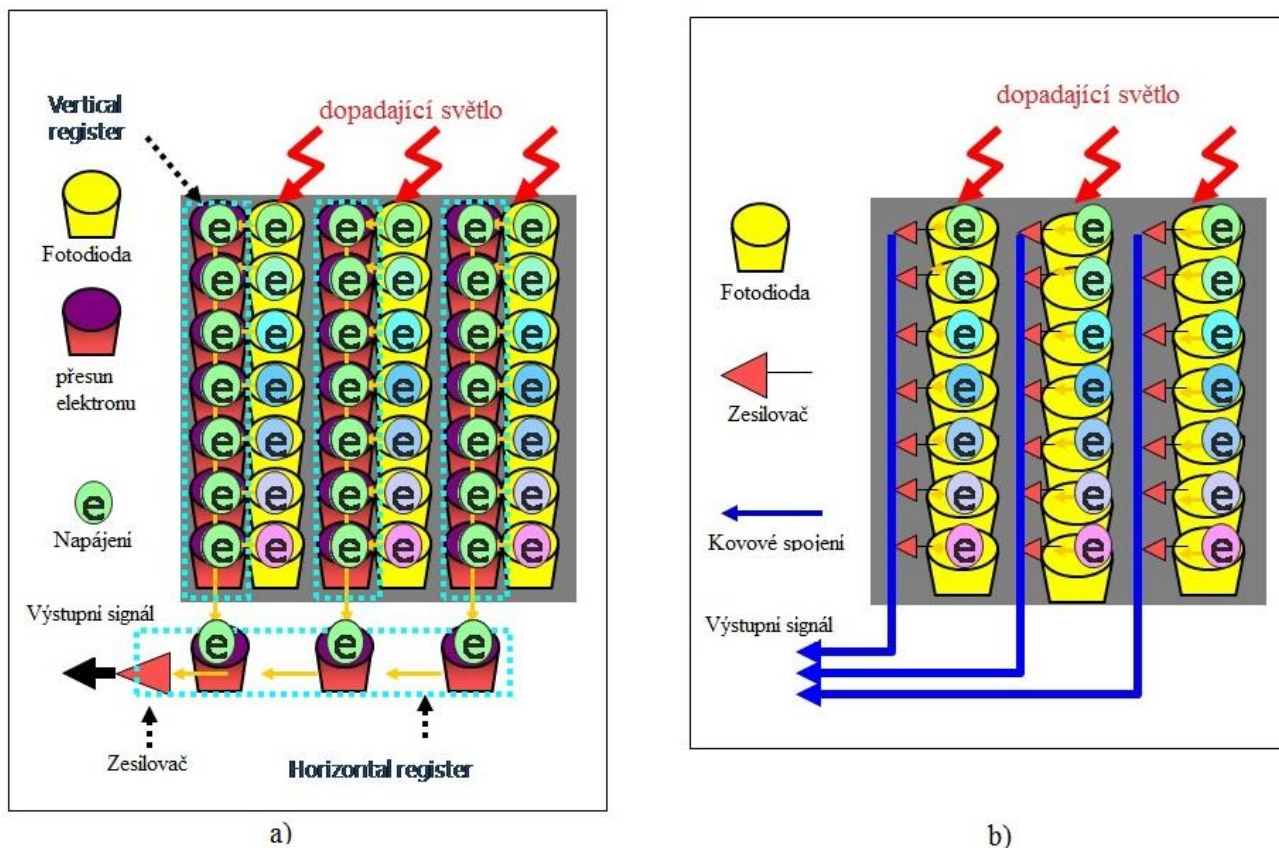 Vertical
register
dopadající světlo
Fotodioda
přesun
elektronu
e
Napájení
e e e e e e
e e e e e e
e e e e e e
e e e e e e
e e e e e e
e e e e e e
e e e e e e
Výstupní signál
e e e
Zesilovač
Horizontal register
a)
dopadající světlo
Fotodioda
Zesilovač
Kovové spojení
e e e
e e e
e e e
e e e
e e e
e e e
e e e
Výstupní signál
b)